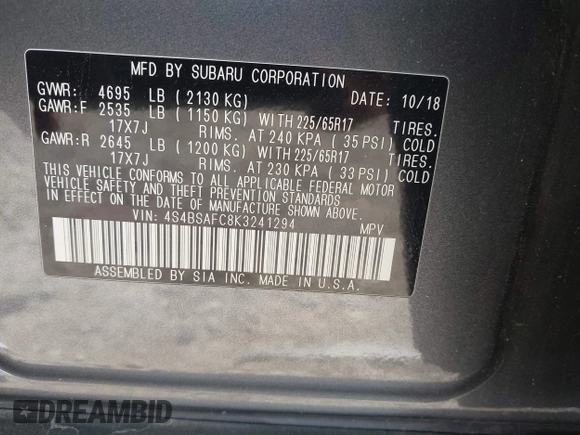 MFD BY SUBARU CORPORATION
GVWR: 4695 LB ( 2130 KG) DATE: 10/18
GAWR:F 2535 LB ( 1150 KG) WITH 225/65R17 TIRES.
17X7J RIMS. AT 240 KPA ( 35 PSI) COLD
GAWR:R 2645 LB ( 1200 KG) WITH 225/65R17 TIRES.
17X7J RIMS. AT 230 KPA ( 33 PSI) COLD
THIS VEHICLE CONFORMS TO ALL APPLICABLE FEDERAL MOTOR
VEHICLE SAFETY AND THEFT PREVENTION STANDARDS
IN EFFECT ON THE DATE OF MANUFACTURE SHOWN ABOVE.
VIN: 4S4BSAFC8K3241294 MPV
ASSEMBLED BY SIA INC. MADE IN U.S.A.
DREAMBID